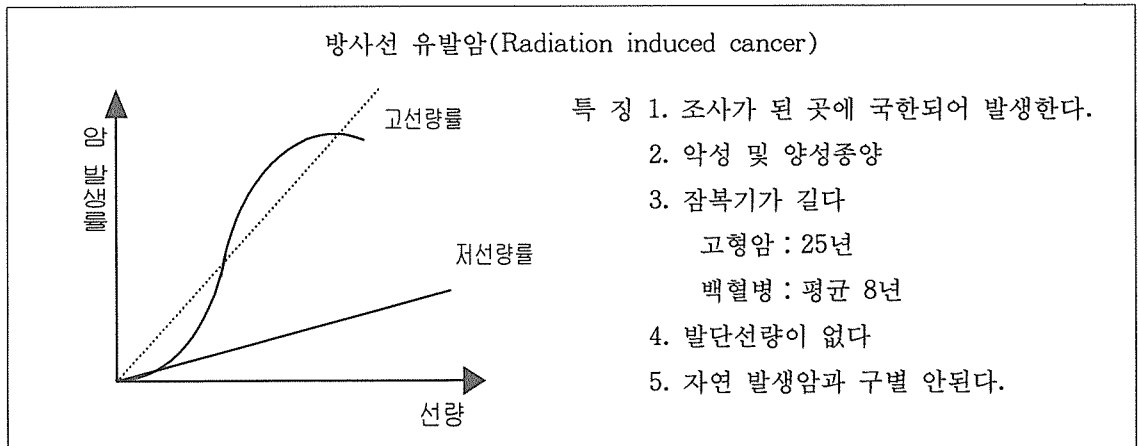 방사선 유발암(Radiation induced cancer)
암 발생률
고선량률
저선량률
선량
특 징 1. 조사가 된 곳에 국한되어 발생한다.
2. 악성 및 양성종양
3. 잠복기가 길다
고형암 : 25년
백혈병 : 평균 8년
4. 발단선량이 없다
5. 자연 발생암과 구별 안된다.